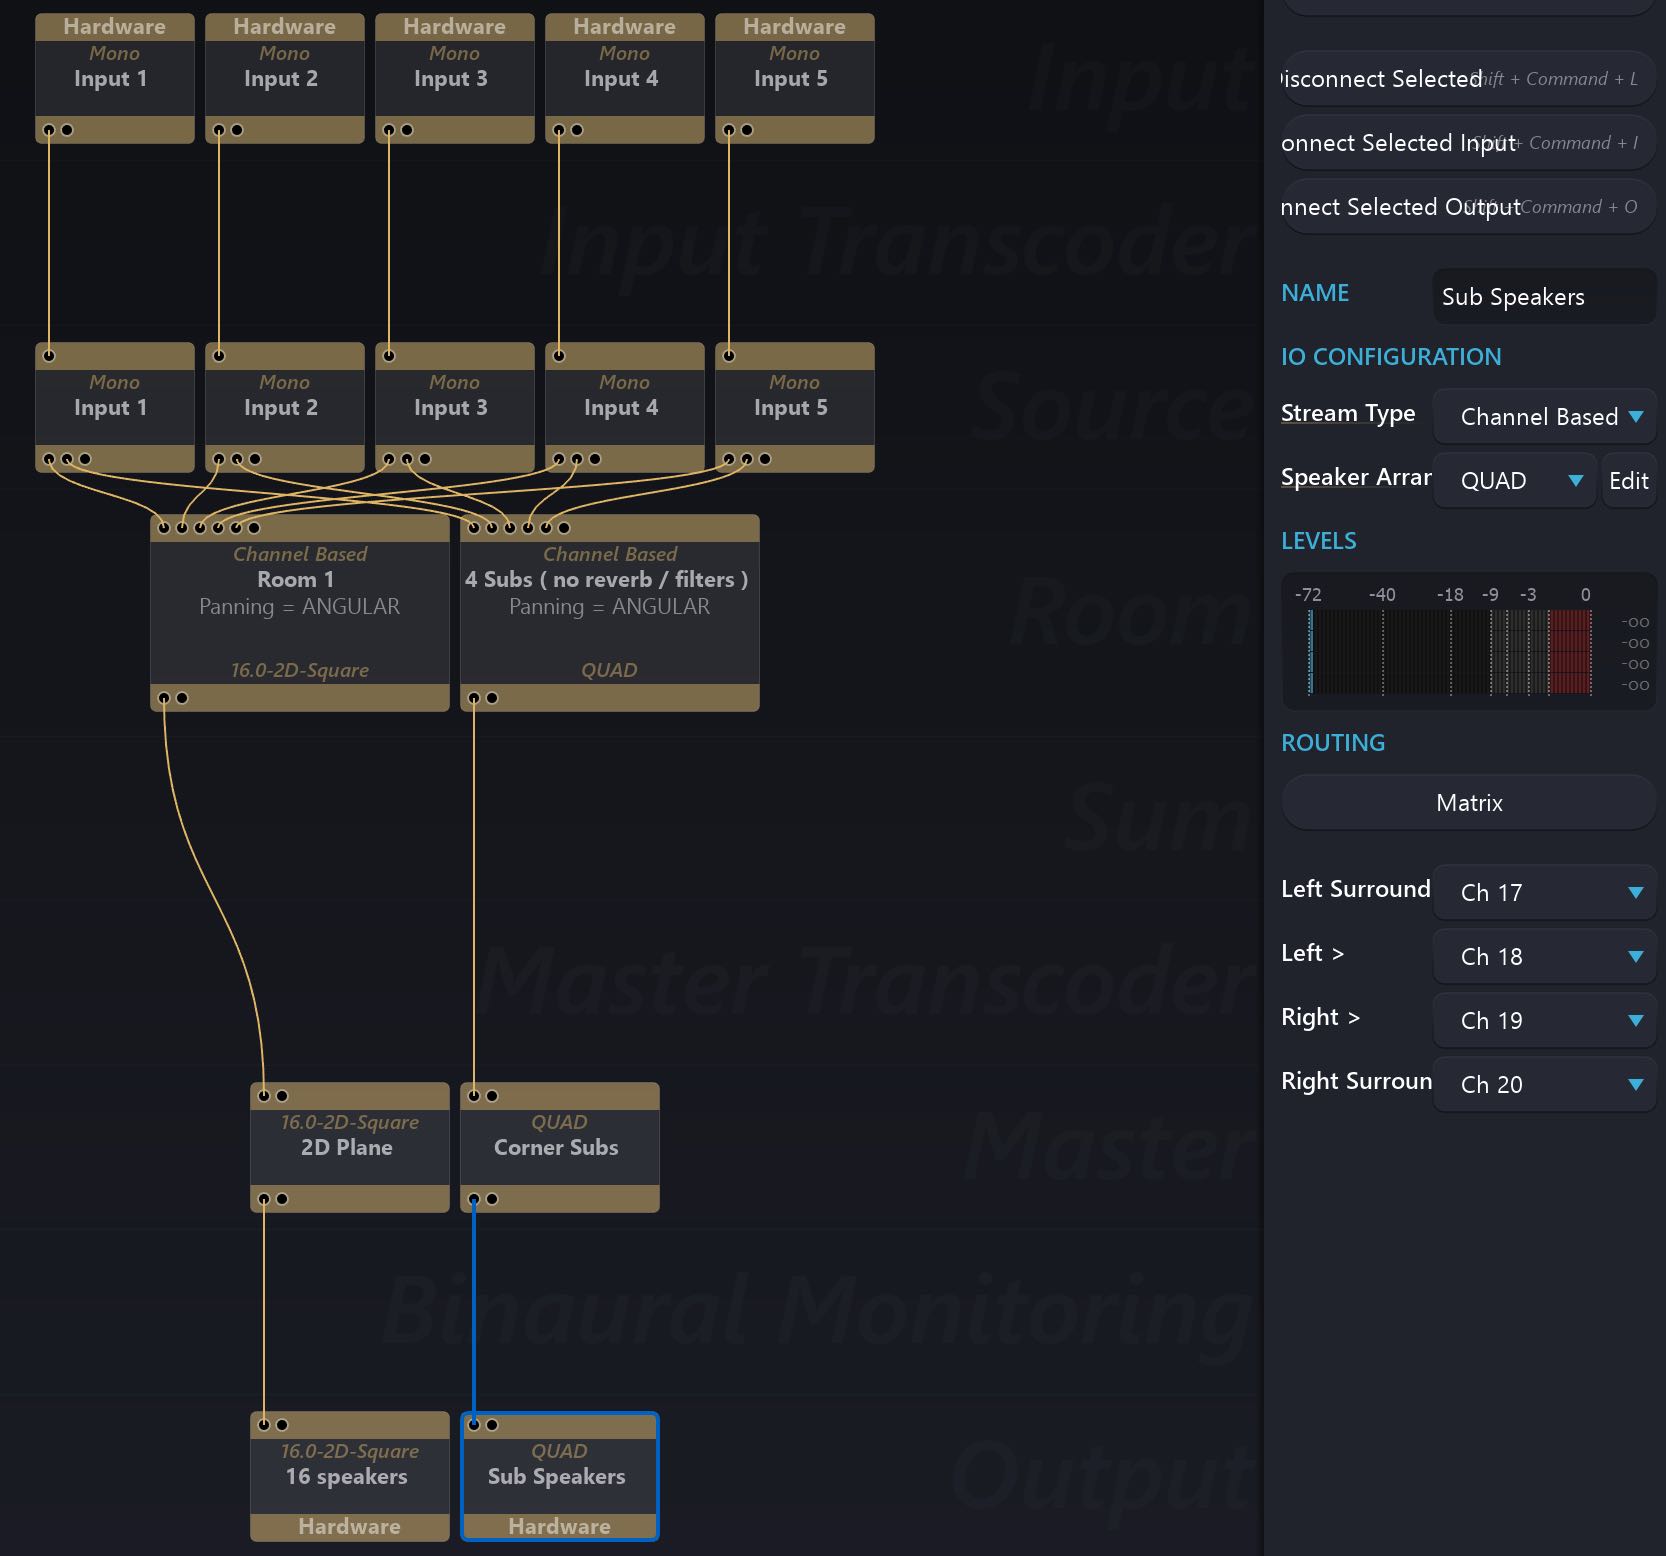 Hardware Hardware Hardware Hardware Hardware
Mono Mono Mono Mono Mono
Input 1 Input 2 Input 3 Input 4 Input 5
Input
Input Transcoder
Mono Mono Mono Mono Mono
Input 1 Input 2 Input 3 Input 4 Input 5
Source
Channel Based Channel Based
Room 1 4 Subs ( no reverb / filters )
Panning = ANGULAR Panning = ANGULAR
Room
16.0-2D-Square QUAD
Sum
Master Transcoder
16.0-2D-Square QUAD
2D Plane Corner Subs
Master
Binaural Monitoring
16.0-2D-Square QUAD
16 speakers Sub Speakers
Output
Hardware Hardware
isconnect Selected Shift + Command + L
onnect Selected Input Shift + Command + I
nnect Selected Output Shift + Command + O
NAME Sub Speakers
IO CONFIGURATION
Stream Type Channel Based
Speaker Arrar QUAD Edit
LEVELS
-72 -40 -18 -9 -3 0
-oo
-oo
-oo
-oo
ROUTING
Matrix
Left Surround Ch 17
Left > Ch 18
Right > Ch 19
Right Surroun Ch 20